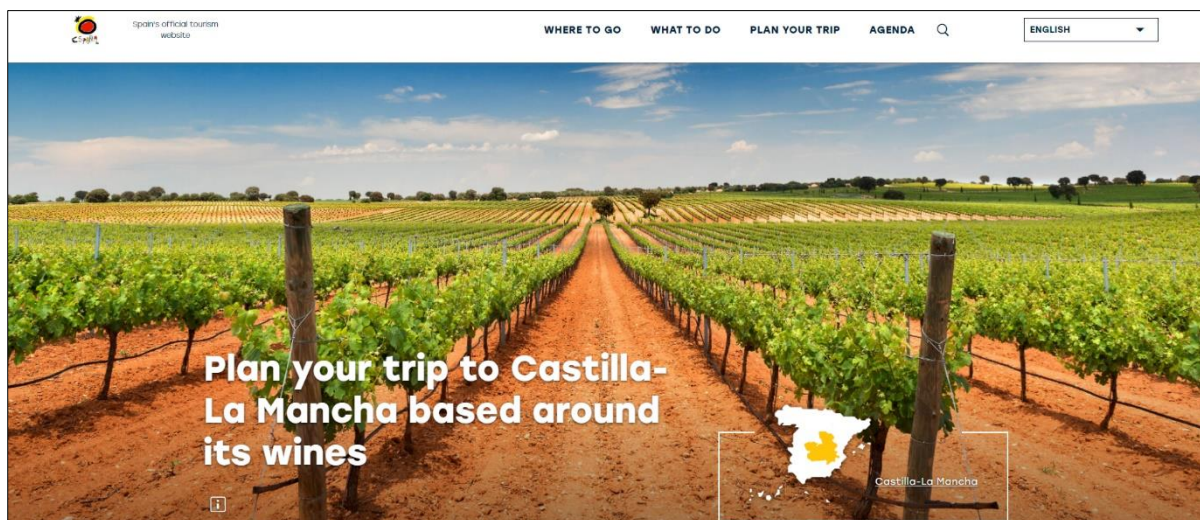 España
Spain's official tourism
website
WHERE TO GO
WHAT TO DO
PLAN YOUR TRIP
AGENDA
ENGLISH
Plan your trip to Castilla-
La Mancha based around
its wines
i
Castilla-La Mancha